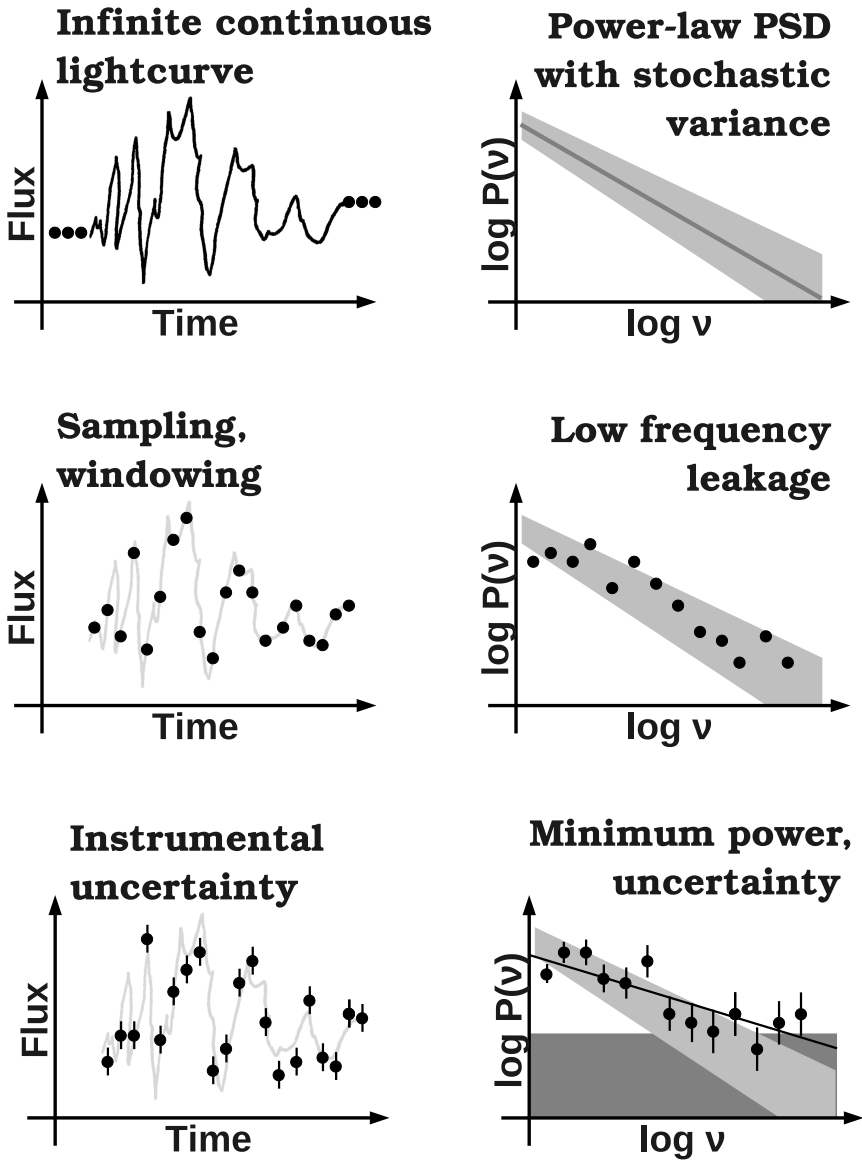 Infinite continuous
lightcurve
Flux
Time
Power-law PSD
with stochastic
variance
log P(ν)
log ν
Sampling,
windowing
Flux
Time
Low frequency
leakage
log P(ν)
log ν
Instrumental
uncertainty
Flux
Time
Minimum power,
uncertainty
log P(ν)
log ν